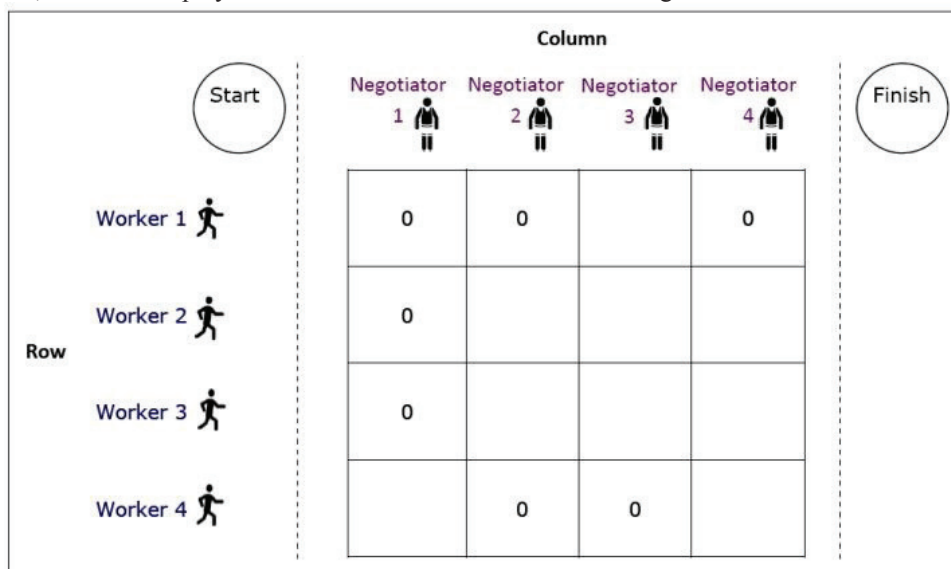 Column
Start
Negotiator Negotiator Negotiator Negotiator
1 2 3 4
Finish
Worker 1 0 0 0
Worker 2 0
Row
Worker 3 0
Worker 4 0 0